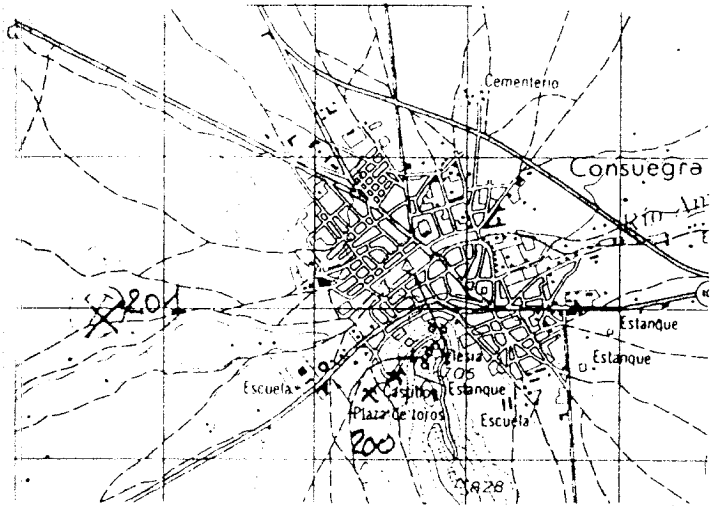 Cementerio
Consuegra
201
Estanque
Iglesia
705
Estanque
Escuela
Castillo
Estanque
Plaza de toros
Escuela
200
828